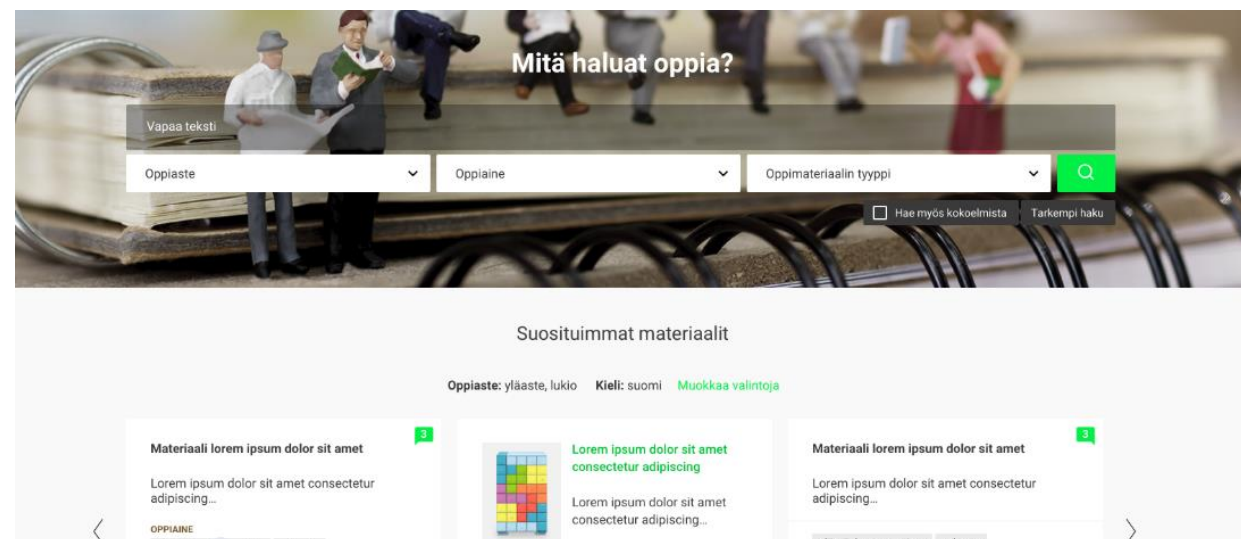 Mitä haluat oppia?
Vapaa teksti
Oppiaste
Oppiaine
Oppimateriaalin tyyppi
Hae myös kokoelmista
Tarkempi haku
Suosituimmat materiaalit
Oppiaste: yläaste, lukio Kieli: suomi Muokkaa valintoja
3
Materiaali lorem ipsum dolor sit amet
Lorem ipsum dolor sit amet consectetur
adipiscing...
OPPIAINE
Lorem ipsum dolor sit amet
consectetur adipiscing
Lorem ipsum dolor sit amet
consectetur adipiscing...
3
Materiaali lorem ipsum dolor sit amet
Lorem ipsum dolor sit amet consectetur
adipiscing...